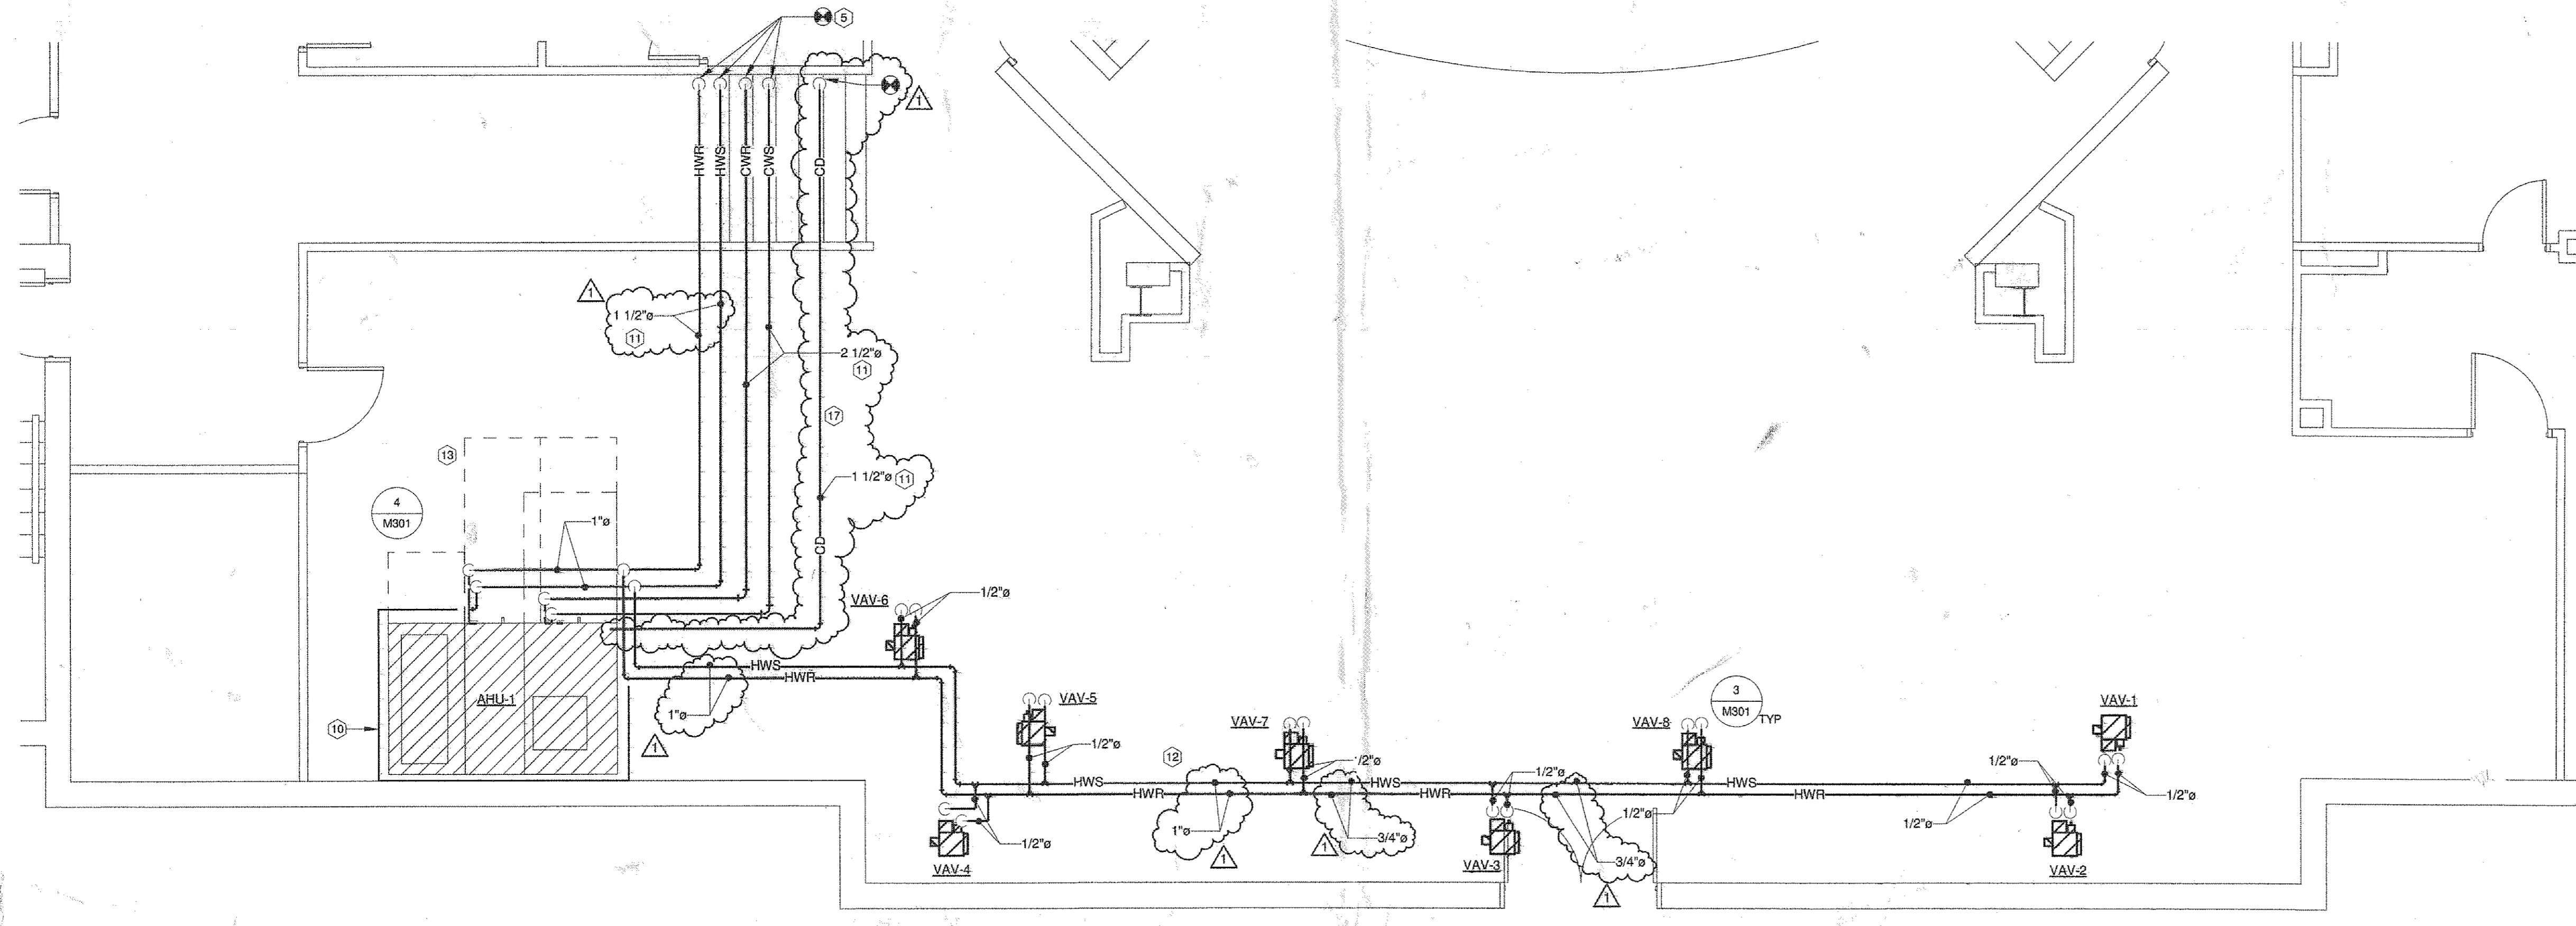 5
1
HWR
HWS
CWR
CWS
CD
1
1 1/2"ø
11
2 1/2"ø
11
17
13
4
M301
1"ø
1 1/2"ø
11
CD
VAV-6
1/2"ø
HWS
HWR
AHU-1
10
1"ø
1
VAV-5
1/2"ø
VAV-7
1/2"ø
12
HWS
HWR
HWS
HWR
1/2"ø
VAV-8
3
M301
TYP
HWS
HWR
VAV-1
1/2"ø
1/2"ø
1/2"ø
VAV-4
1/2"ø
1"ø
1
3/4"ø
1
VAV-3
1/2"ø
3/4"ø
1
VAV-2